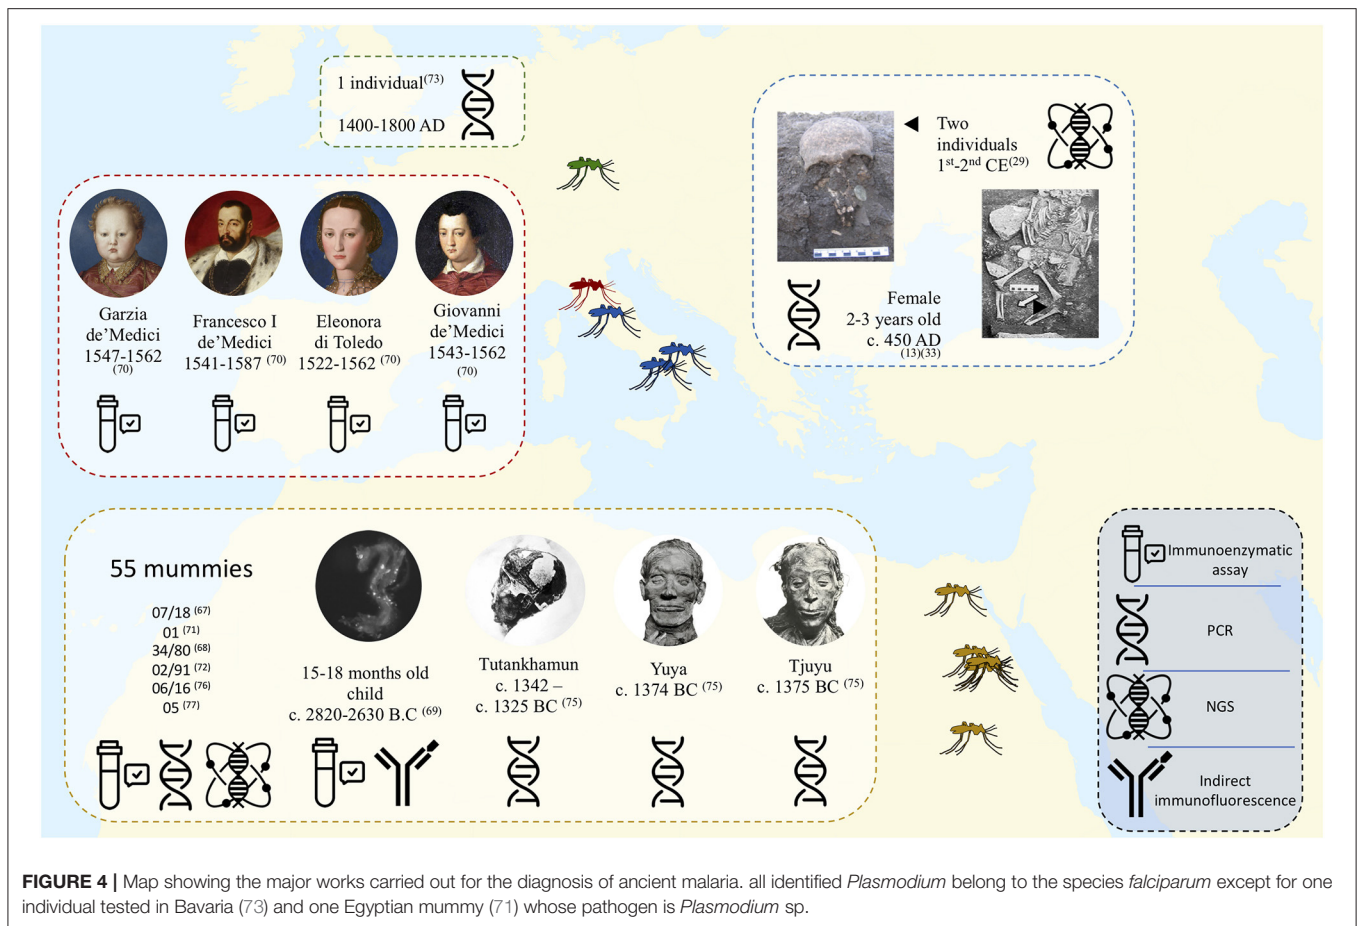 1 individual(73)
1400-1800 AD
Two
individuals
1st-2nd CE(29)
Female
2-3 years old
c. 450 AD
(13)(33)
Garzia
de'Medici
1547-1562
(70)
Francesco I
de'Medici
1541-1587 (70)
Eleonora
di Toledo
1522-1562 (70)
Giovanni
de'Medici
1543-1562
(70)
55 mummies
07/18 (67)
01 (71)
34/80 (68)
02/91 (72)
06/16 (76)
05 (77)
15-18 months old
child
c. 2820-2630 B.C (69)
Tutankhamun
c. 1342 –
c. 1325 BC (75)
Yuya
c. 1374 BC (75)
Tjuyu
c. 1375 BC (75)
Immunoenzymatic
assay
PCR
NGS
Indirect
immunofluorescence
FIGURE 4 | Map showing the major works carried out for the diagnosis of ancient malaria. all identified Plasmodium belong to the species falciparum except for one
individual tested in Bavaria (73) and one Egyptian mummy (71) whose pathogen is Plasmodium sp.